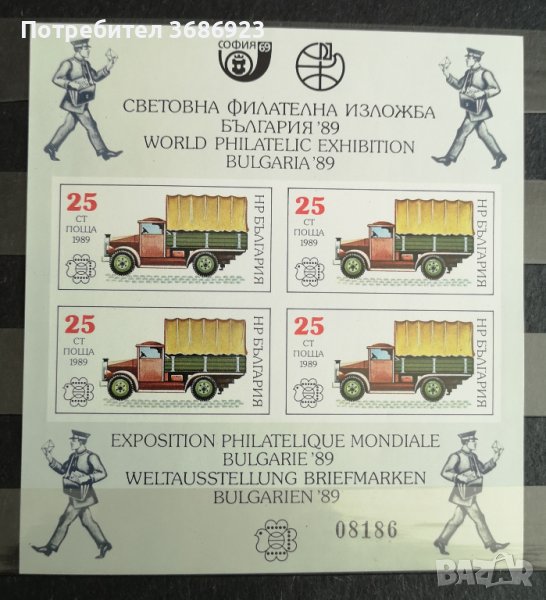 Потребител 3686923
СОФИЯ 69
СВЕТОВНА ФИЛАТЕЛНА ИЗЛОЖБА
БЪЛГАРИЯ '89
WORLD PHILATELIC EXHIBITION
BULGARIA '89
25
СТ
ПОЩА
1989
НР БЪЛГАРИЯ
25
СТ
ПОЩА
1989
НР БЪЛГАРИЯ
25
СТ
ПОЩА
1989
НР БЪЛГАРИЯ
25
СТ
ПОЩА
1989
НР БЪЛГАРИЯ
EXPOSITION PHILATELIQUE MONDIALE
BULGARIE '89
WELTAUSSTELLUNG BRIEFMARKEN
BULGARIEN '89
08186
bazar